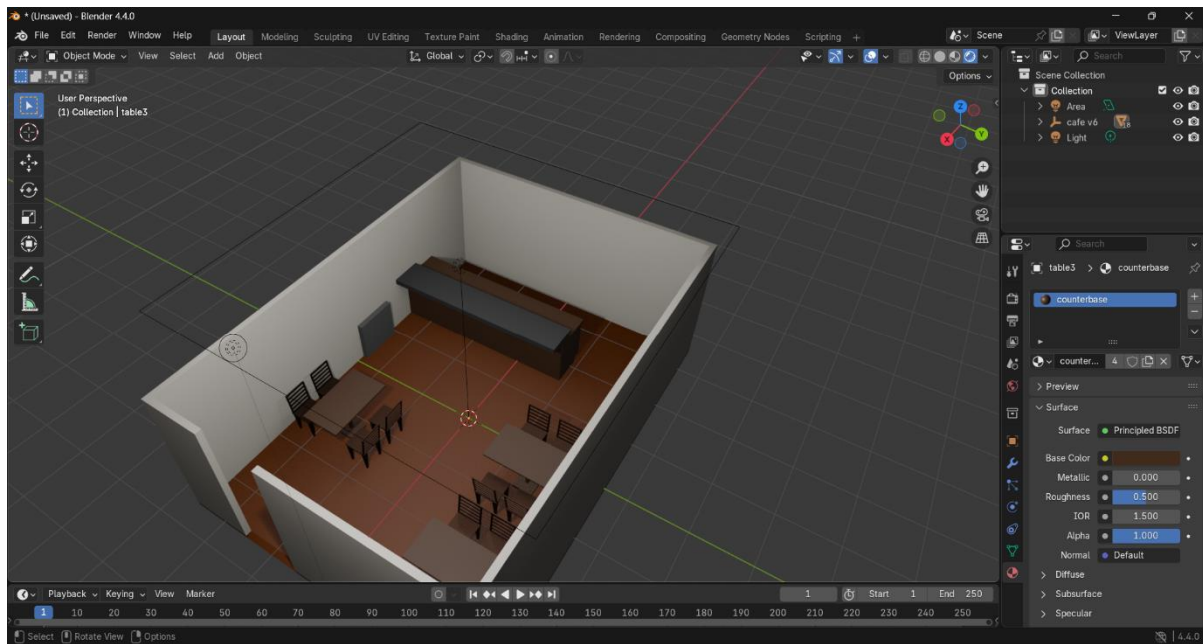 * (Unsaved) - Blender 4.4.0
File Edit Render Window Help Layout Modeling Sculpting UV Editing Texture Paint Shading Animation Rendering Compositing Geometry Nodes Scripting + Scene ViewLayer
Object Mode View Select Add Object Global Search
Options
User Perspective
(1) Collection | table3
Z
Y
X
Scene Collection
Collection
Area
cafe v6 18
Light
Search
table3 > counterbase
counterbase
counter... 4
Preview
Surface
Surface Principled BSDF
Base Color
Metallic 0.000
Roughness 0.500
IOR 1.500
Alpha 1.000
Normal Default
Diffuse
Subsurface
Specular
Playback Keying View Marker 1 Start 1 End 250
1 10 20 30 40 50 60 70 80 90 100 110 120 130 140 150 160 170 180 190 200 210 220 230 240 250
Select Rotate View Options 4.4.0